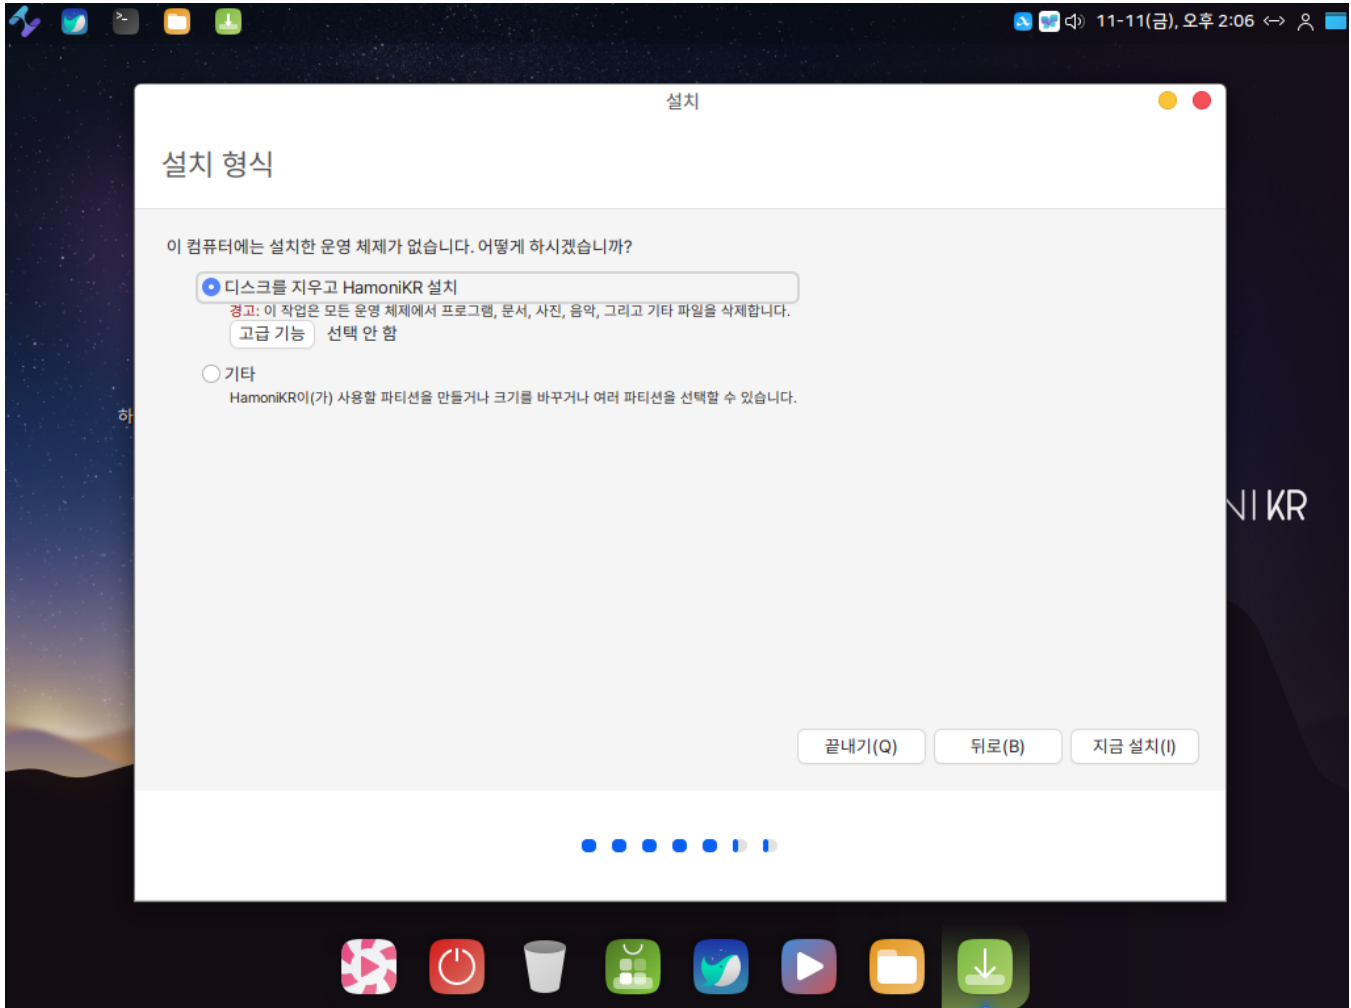 11-11(금), 오후 2:06
설치
설치 형식
이 컴퓨터에는 설치한 운영 체제가 없습니다. 어떻게 하시겠습니까?
디스크를 지우고 HamoniKR 설치
경고: 이 작업은 모든 운영 체제에서 프로그램, 문서, 사진, 음악, 그리고 기타 파일을 삭제합니다.
고급 기능 선택 안 함
기타
HamoniKR이(가) 사용할 파티션을 만들거나 크기를 바꾸거나 여러 파티션을 선택할 수 있습니다.
하
NI KR
끝내기(Q) 뒤로(B) 지금 설치(I)